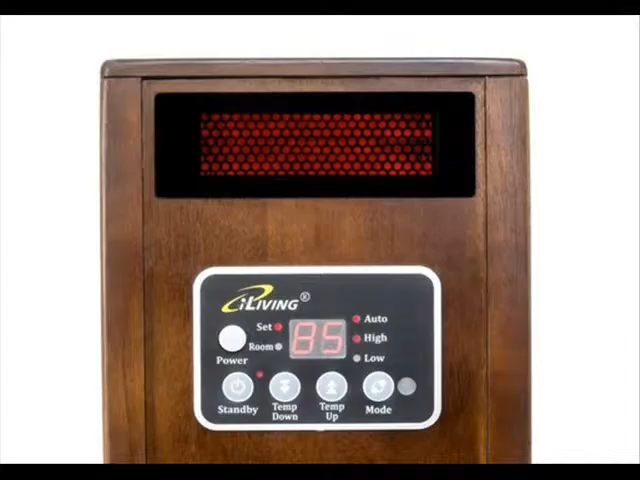 iLIVING®
Set
85
Auto
Room
High
Power
Low
Standby
Temp Down
Temp Up
Mode